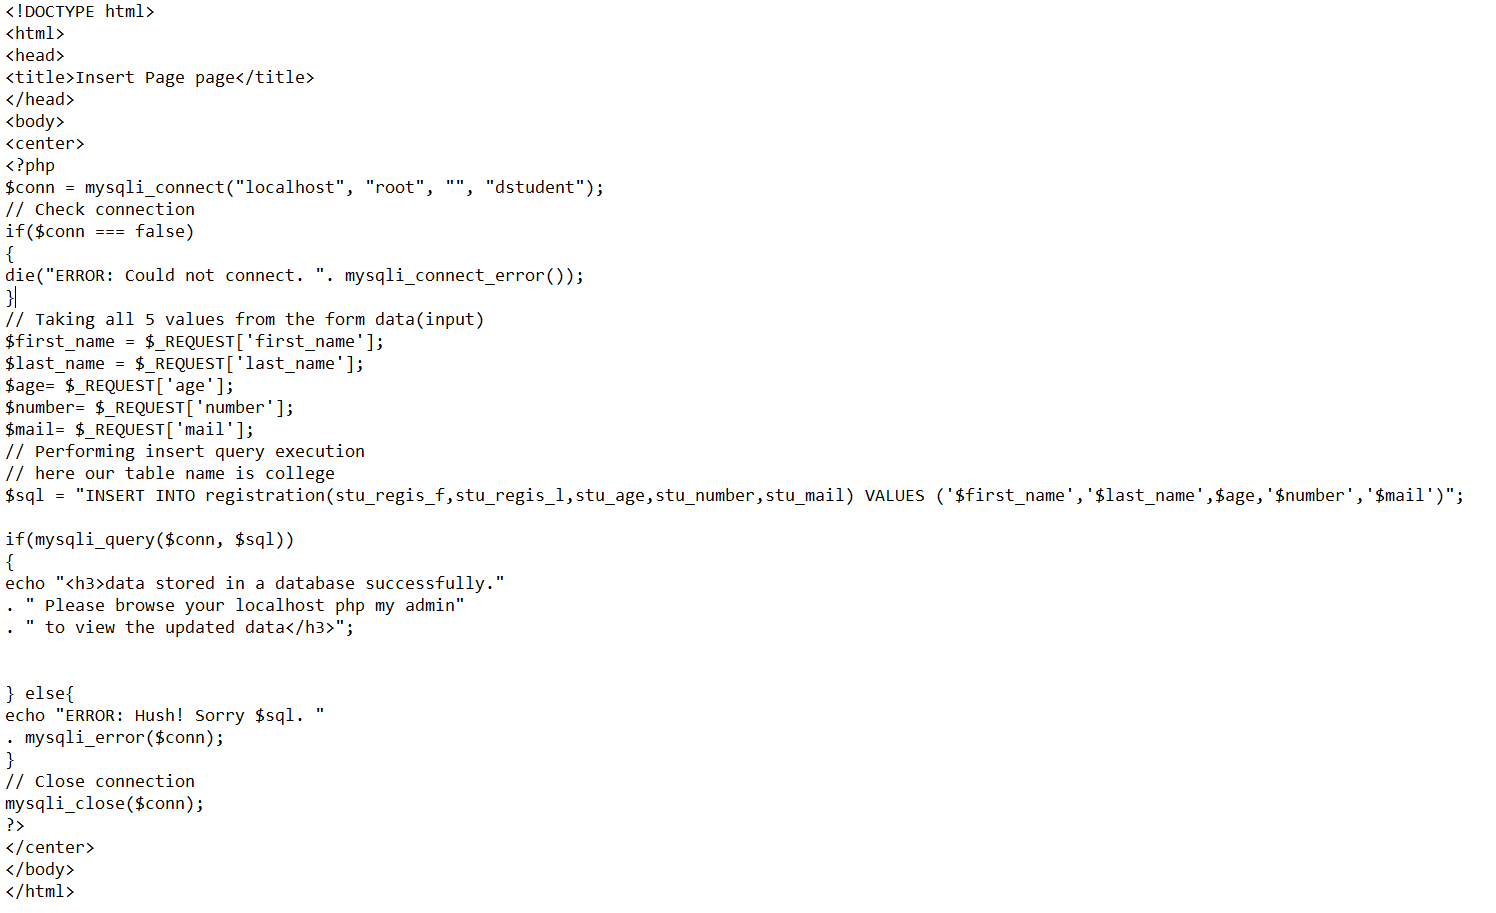 <!DOCTYPE html>
<html>
<head>
<title>Insert Page page</title>
</head>
<body>
<center>
<?php
$conn = mysqli_connect("localhost", "root", "", "dstudent");
// Check connection
if($conn === false)
{
die("ERROR: Could not connect. ". mysqli_connect_error());
}
// Taking all 5 values from the form data(input)
$first_name = $_REQUEST['first_name'];
$last_name = $_REQUEST['last_name'];
$age= $_REQUEST['age'];
$number= $_REQUEST['number'];
$mail= $_REQUEST['mail'];
// Performing insert query execution
// here our table name is college
$sql = "INSERT INTO registration(stu_regis_f,stu_regis_l,stu_age,stu_number,stu_mail) VALUES ('$first_name','$last_name',$age,'$number','$mail')";
if(mysqli_query($conn, $sql))
{
echo "<h3>data stored in a database successfully."
. " Please browse your localhost php my admin"
. " to view the updated data</h3>";
} else{
echo "ERROR: Hush! Sorry $sql. "
. mysqli_error($conn);
}
// Close connection
mysqli_close($conn);
?>
</center>
</body>
</html>